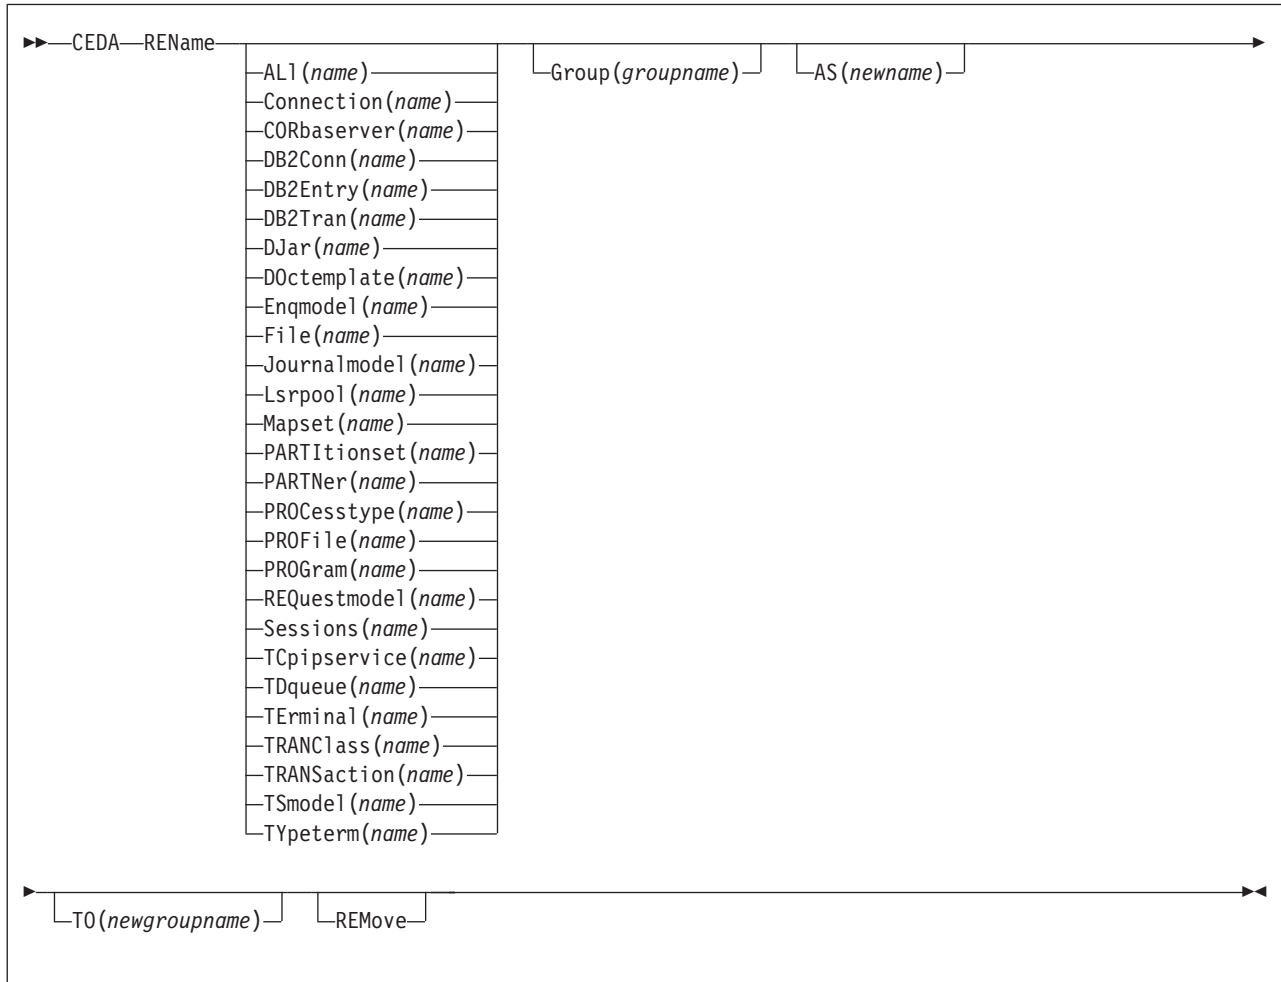 CEDA REName
ALl(name) Group(groupname) AS(newname)
Connection(name)
CORbaserver(name)
DB2Conn(name)
DB2Entry(name)
DB2Tran(name)
DJar(name)
DOctemplate(name)
Enqmodel(name)
File(name)
Journalmodel(name)
Lsrpool(name)
Mapset(name)
PARTItionset(name)
PARTNer(name)
PROCesstype(name)
PROFile(name)
PROGram(name)
REQuestmodel(name)
Sessions(name)
TCpipservice(name)
TDqueue(name)
TErminal(name)
TRANClass(name)
TRANSaction(name)
TSmodel(name)
TYpeterm(name)
TO(newgroupname) REMove